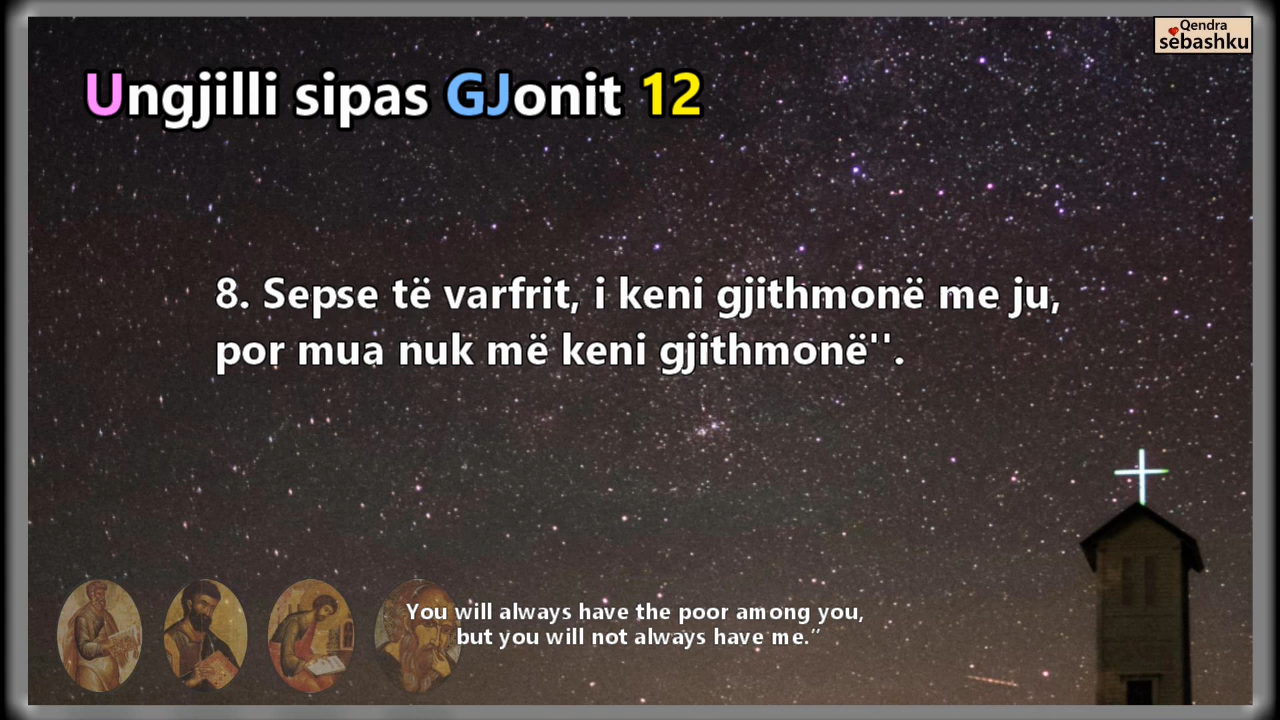 Qendra
sebashku
Ungjilli sipas GJonit 12
8. Sepse të varfrit, i keni gjithmonë me ju,
por mua nuk më keni gjithmonë''.
You will always have the poor among you,
but you will not always have me.”